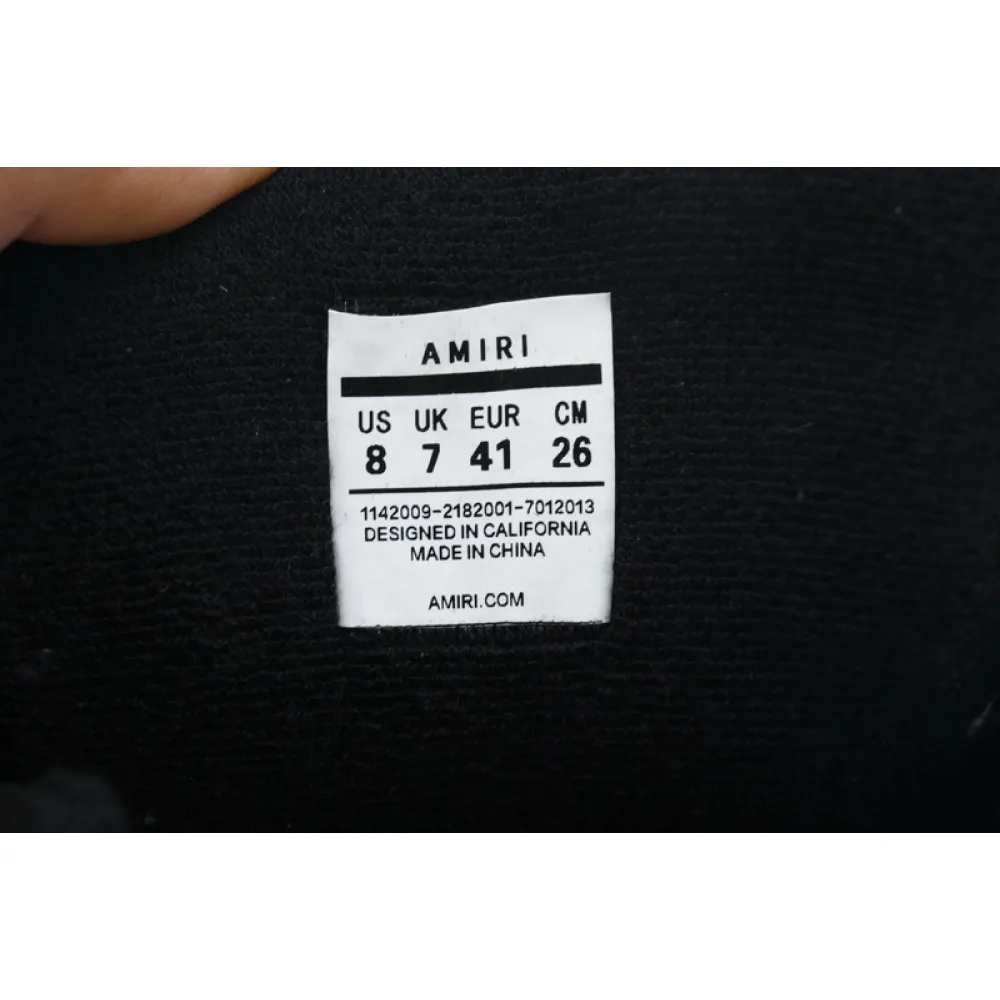 AMIRI
US UK EUR CM
8 7 41 26
1142009-2182001-7012013
DESIGNED IN CALIFORNIA
MADE IN CHINA
AMIRI.COM